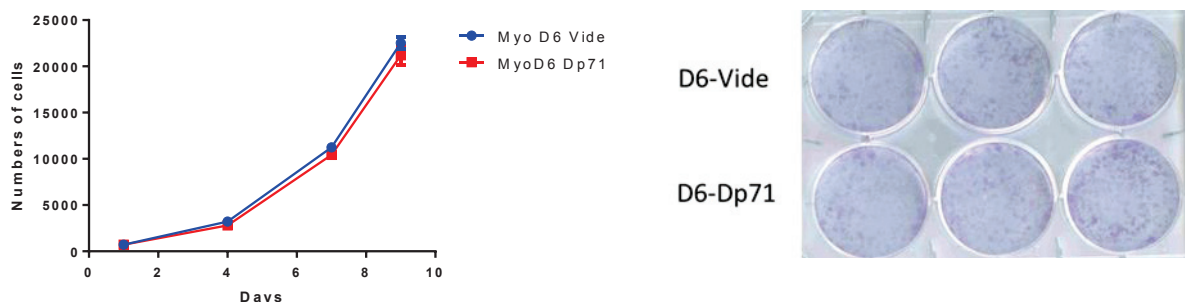 25000
20000
15000
10000
5000
0
Numbers of cells
0 2 4 6 8 10
Days
Myo D6 Vide
MyoD6 Dp71
D6-Vide
D6-Dp71